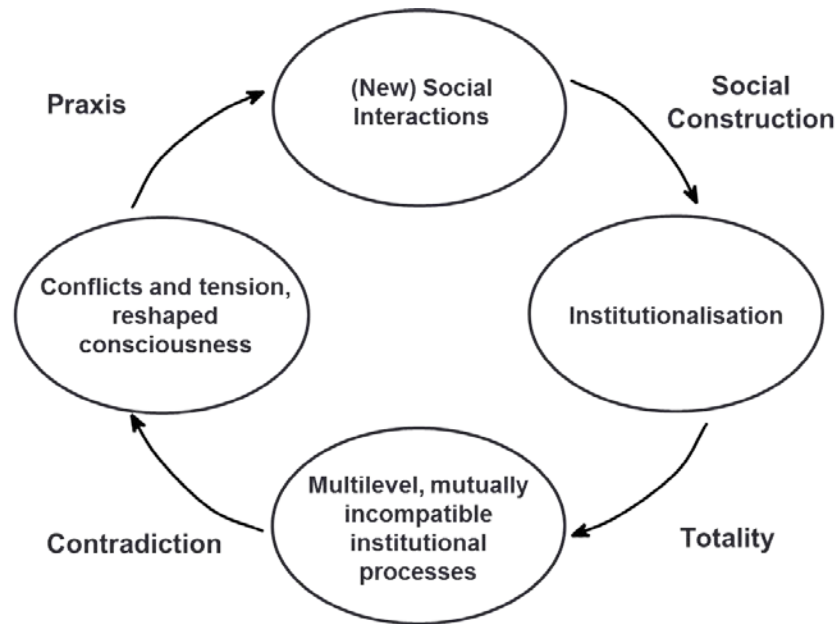 Praxis
(New) Social
Interactions
Social
Construction
Conflicts and tension,
reshaped
consciousness
Institutionalisation
Multilevel, mutually
incompatible
institutional
processes
Contradiction
Totality